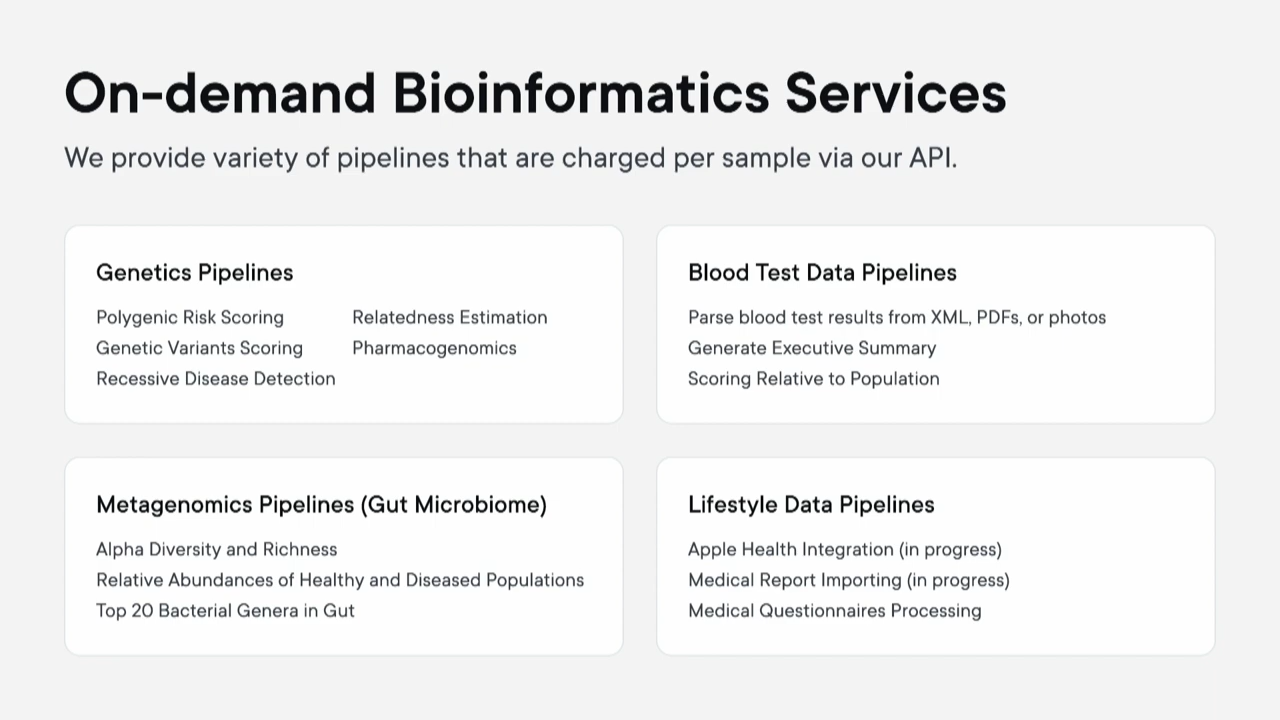 On-demand Bioinformatics Services
We provide variety of pipelines that are charged per sample via our API.
Genetics Pipelines
Polygenic Risk Scoring
Genetic Variants Scoring
Recessive Disease Detection
Relatedness Estimation
Pharmacogenomics
Blood Test Data Pipelines
Parse blood test results from XML, PDFs, or photos
Generate Executive Summary
Scoring Relative to Population
Metagenomics Pipelines (Gut Microbiome)
Alpha Diversity and Richness
Relative Abundances of Healthy and Diseased Populations
Top 20 Bacterial Genera in Gut
Lifestyle Data Pipelines
Apple Health Integration (in progress)
Medical Report Importing (in progress)
Medical Questionnaires Processing